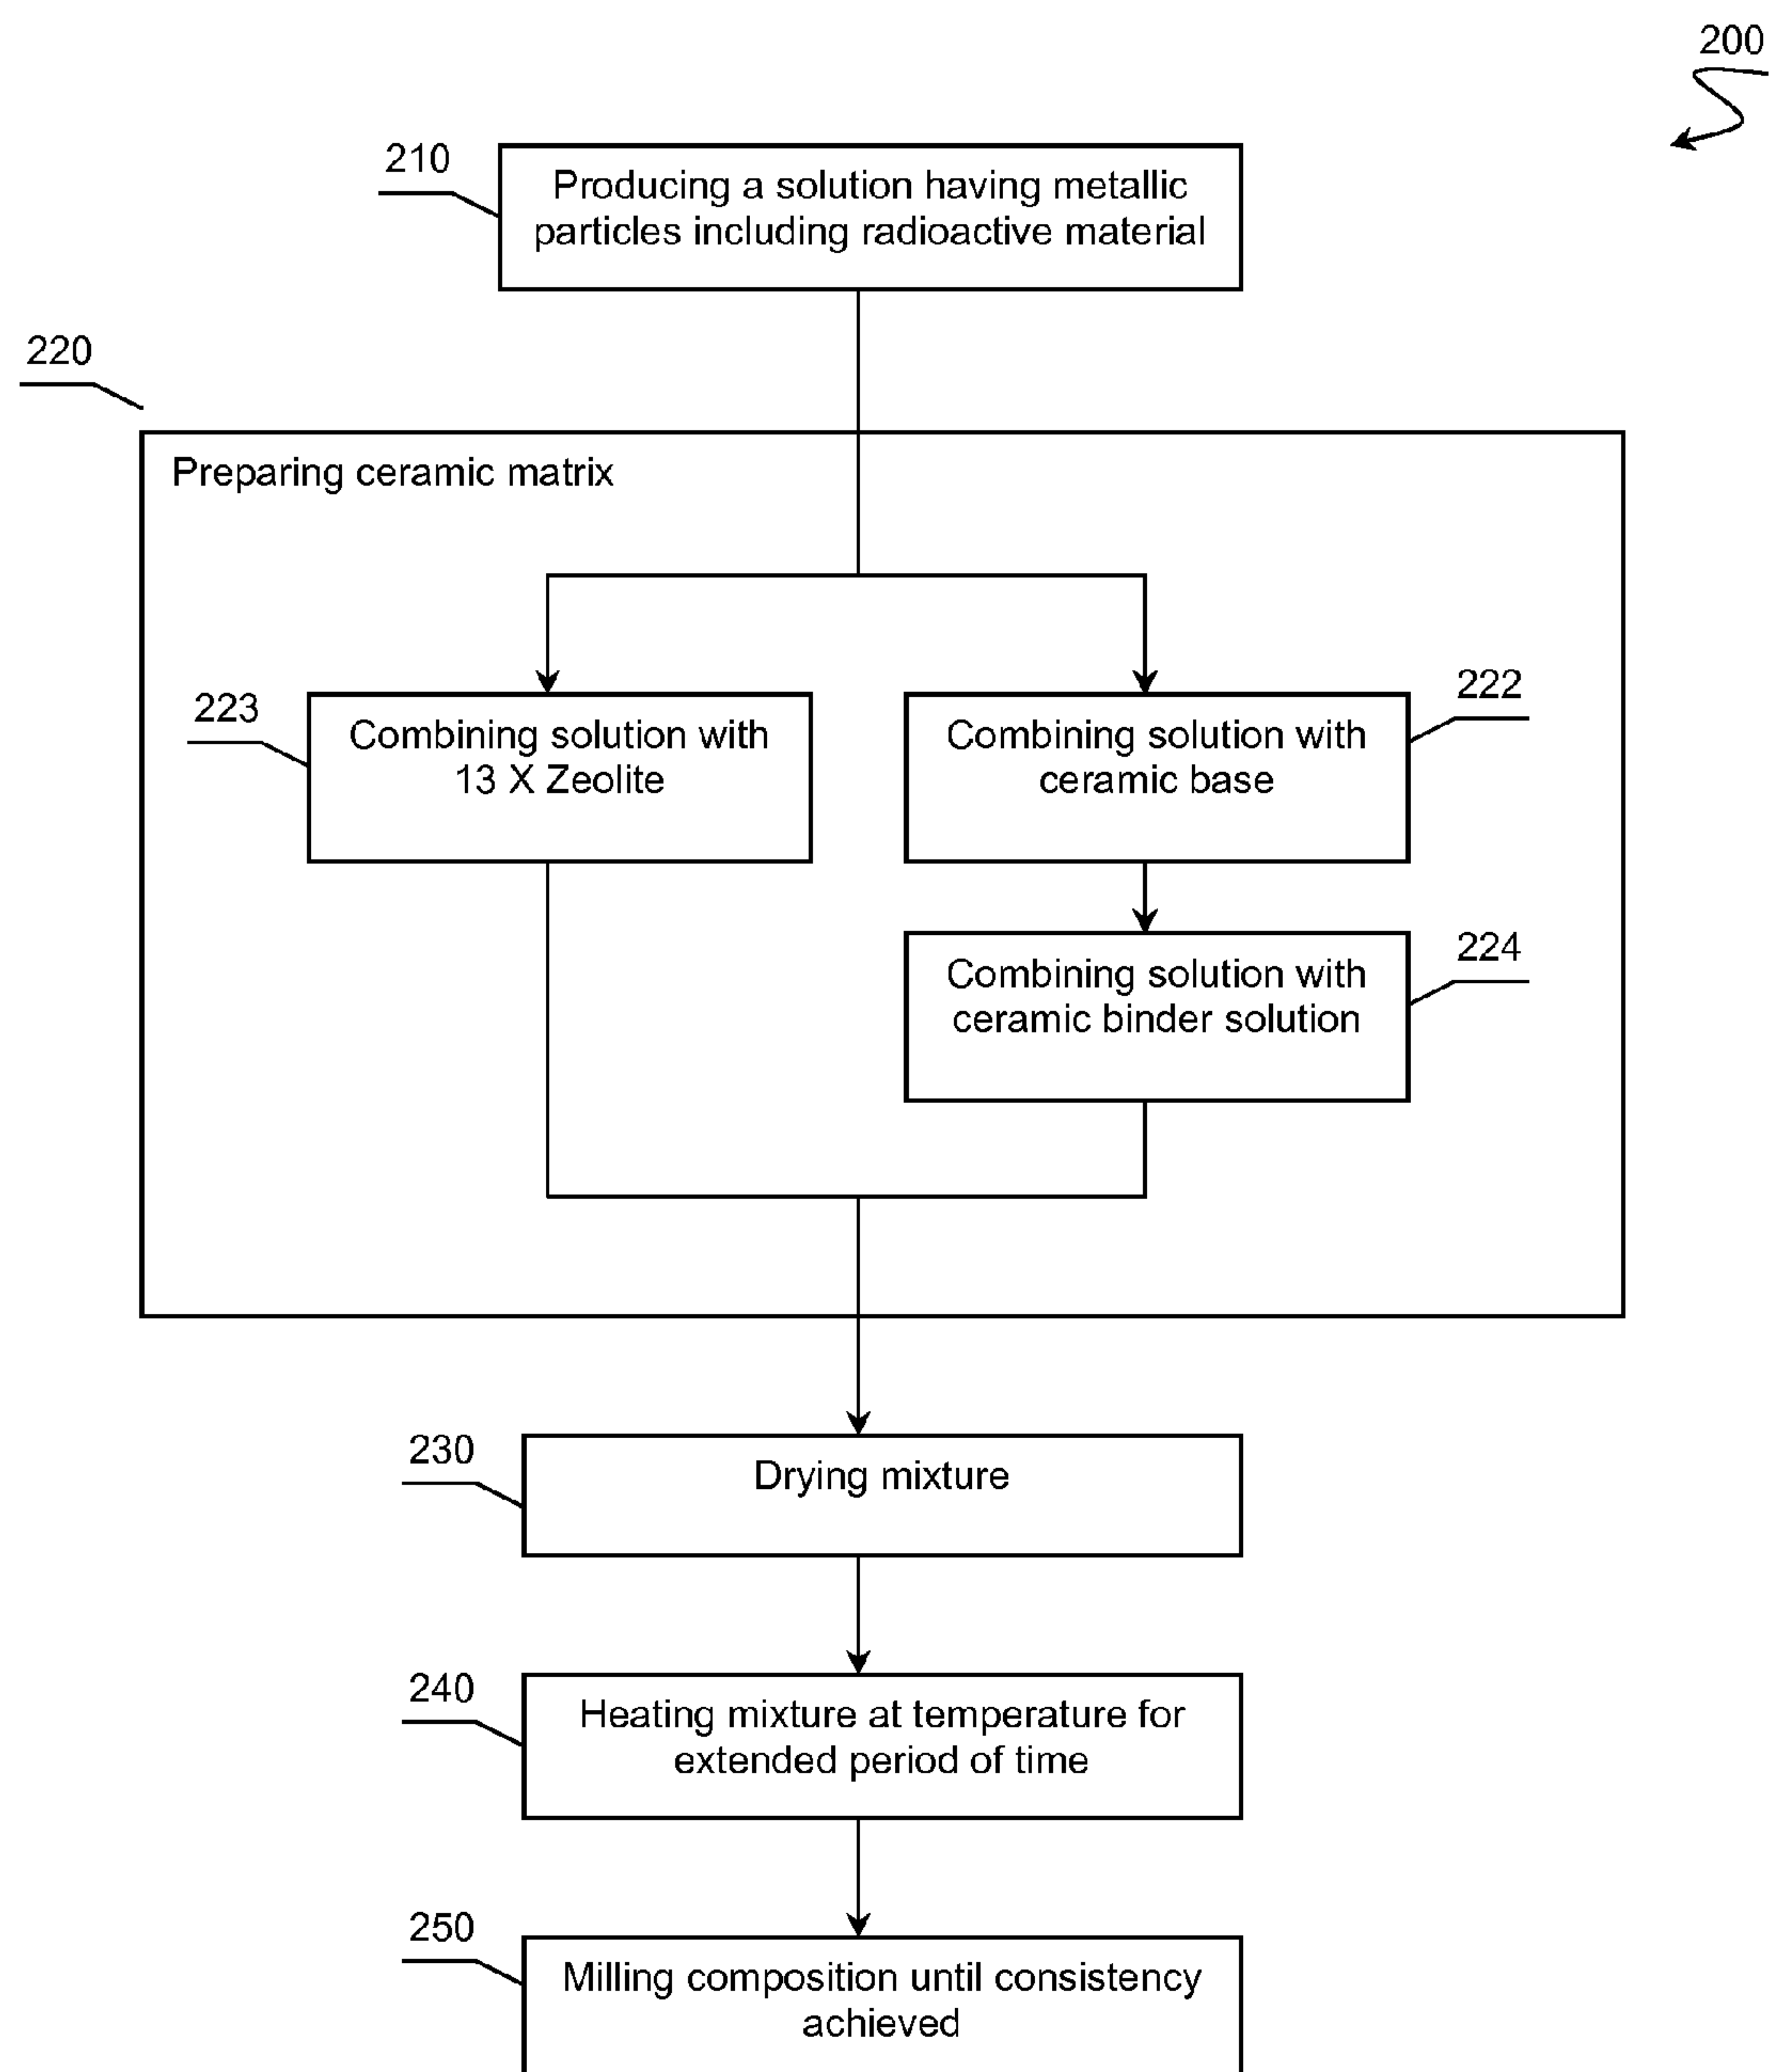 200
210
Producing a solution having metallic
particles including radioactive material
220
Preparing ceramic matrix
223
Combining solution with
13 X Zeolite
222
Combining solution with
ceramic base
224
Combining solution with
ceramic binder solution
230
Drying mixture
240
Heating mixture at temperature for
extended period of time
250
Milling composition until consistency
achieved